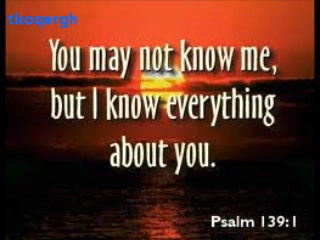 tkoqergh
You may not know me,
but I know everything
about you.
Psalm 139:1